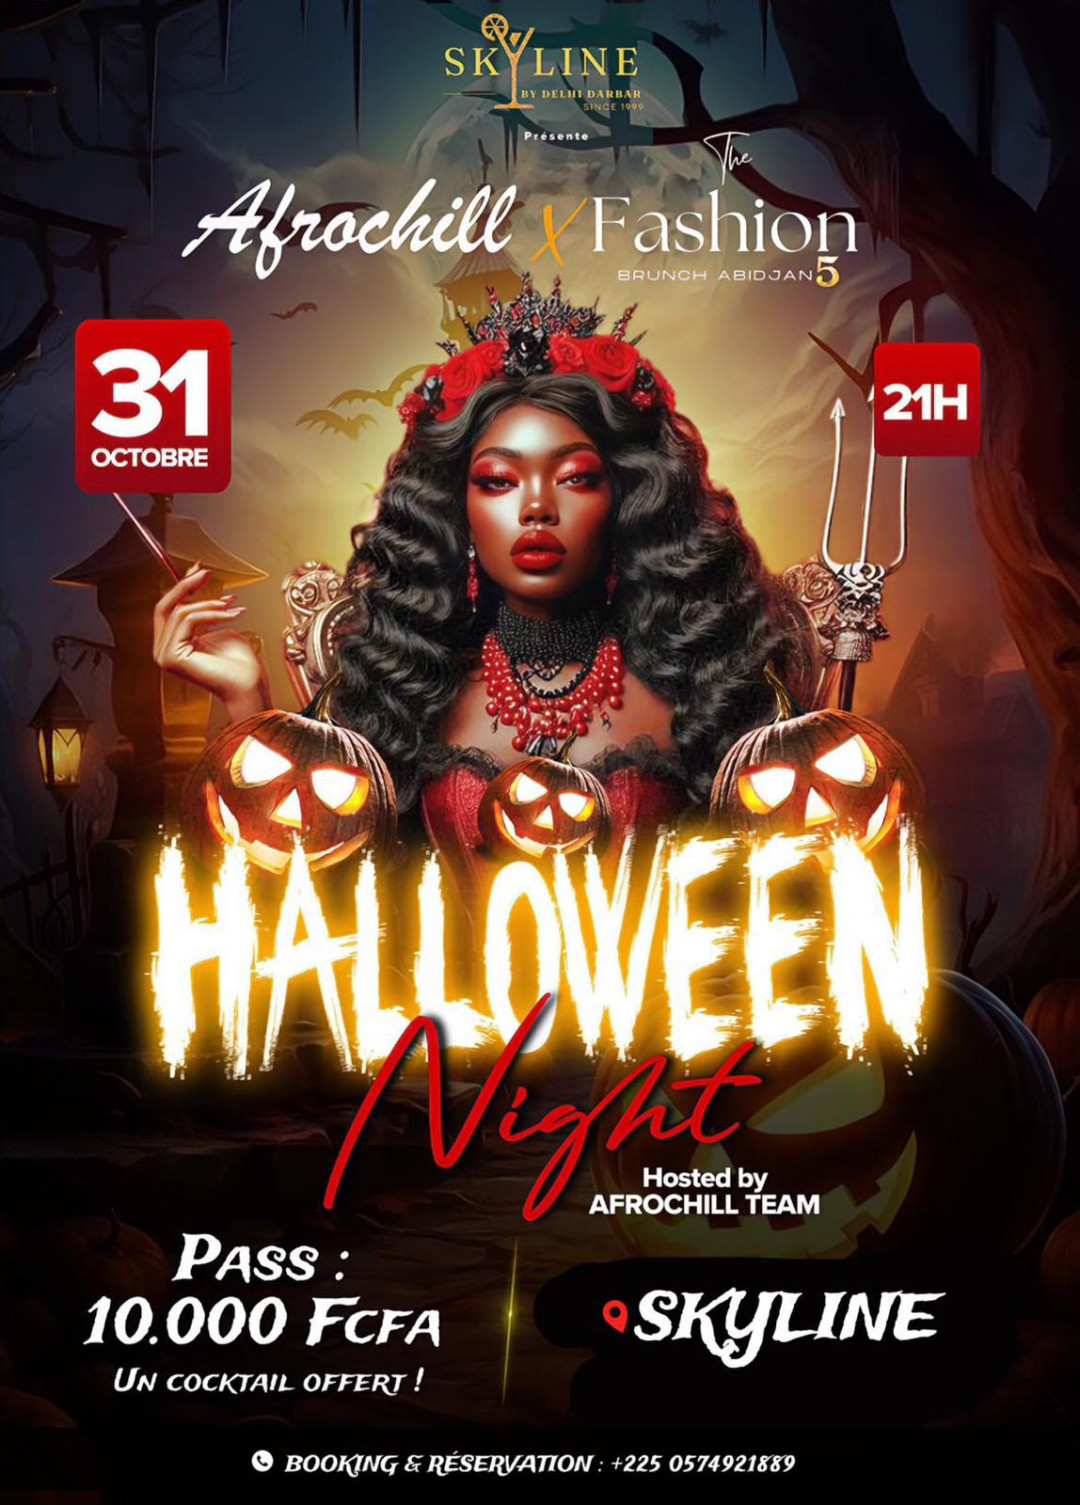 SKYLINE
BY DELHI DARBAR
SINCE 1999
Présente
Afrochill X The Fashion
BRUNCH ABIDJAN 5
31
OCTOBRE
21H
HALLOWEEN
Night
Hosted by
AFROCHILL TEAM
PASS :
10.000 FCFA
UN COCKTAIL OFFERT !
SKYLINE
BOOKING & RÉSERVATION : +225 0574921889